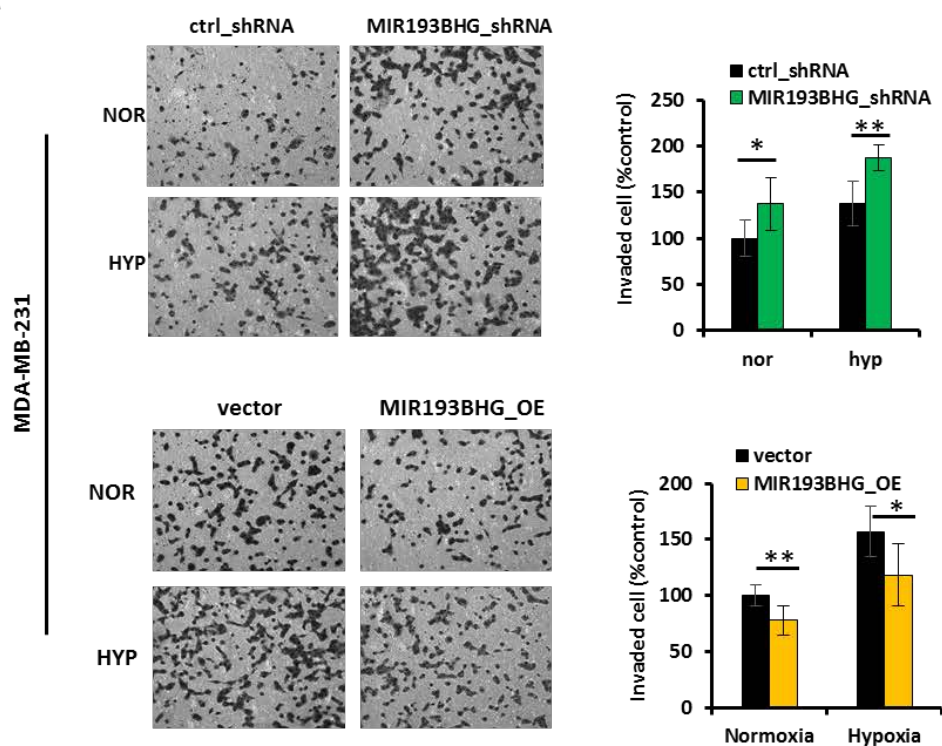 ctrl_shRNA MIR193BHG_shRNA
NOR
HYP
ctrl_shRNA
MIR193BHG_shRNA
250
200
150
100
50
0
Invaded cell (%control)
*
**
nor hyp
MDA-MB-231
vector MIR193BHG_OE
NOR
HYP
vector
MIR193BHG_OE
200
150
100
50
0
Invaded cell (%control)
**
*
Normoxia Hypoxia